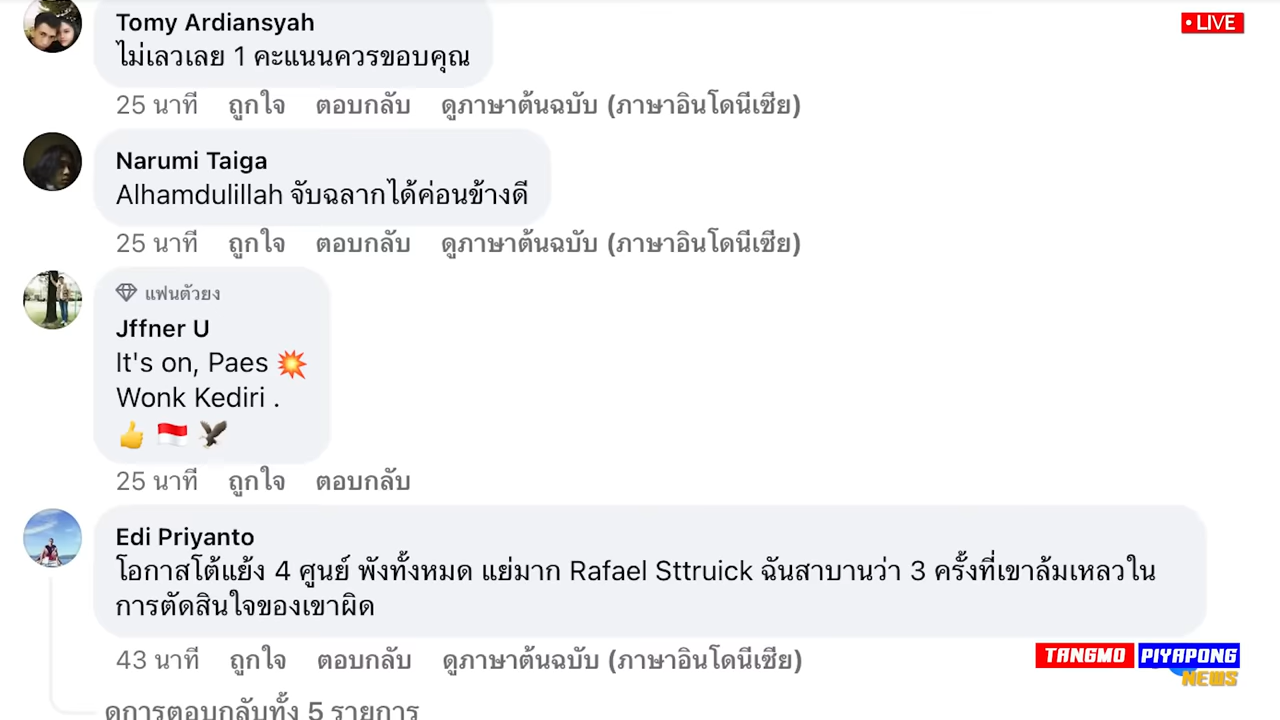 Tomy Ardiansyah
• LIVE
ไม่เลวเลย 1 คะแนนควรขอบคุณ
25 นาที ถูกใจ ตอบกลับ ดูภาษาต้นฉบับ (ภาษาอินโดนีเซีย)
Narumi Taiga
Alhamdulillah จับฉลากได้ค่อนข้างดี
25 นาที ถูกใจ ตอบกลับ ดูภาษาต้นฉบับ (ภาษาอินโดนีเซีย)
แฟนตัวยง
Jffner U
It's on, Paes 💥
Wonk Kediri .
👍 🇮🇩 🦅
25 นาที ถูกใจ ตอบกลับ
Edi Priyanto
โอกาสโต้แย้ง 4 ศูนย์ พังทั้งหมด แย่มาก Rafael Sttruick ฉันสาบานว่า 3 ครั้งที่เขาล้มเหลวใน
การตัดสินใจของเขาผิด
43 นาที ถูกใจ ตอบกลับ ดูภาษาต้นฉบับ (ภาษาอินโดนีเซีย)
TANGMO PIYAPONG
NEWS
ดูการตอบกลับทั้ง 5 รายการ